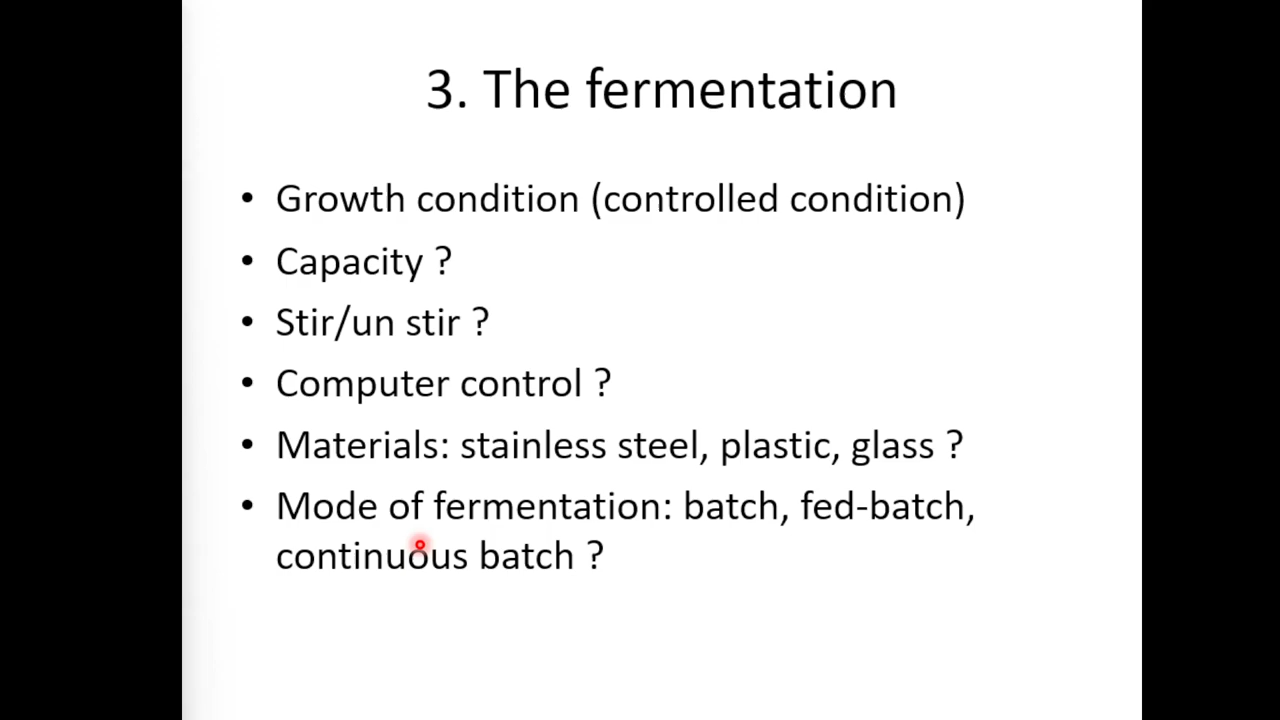 3. The fermentation
• Growth condition (controlled condition)
• Capacity ?
• Stir/un stir ?
• Computer control ?
• Materials: stainless steel, plastic, glass ?
• Mode of fermentation: batch, fed-batch,
continuous batch ?